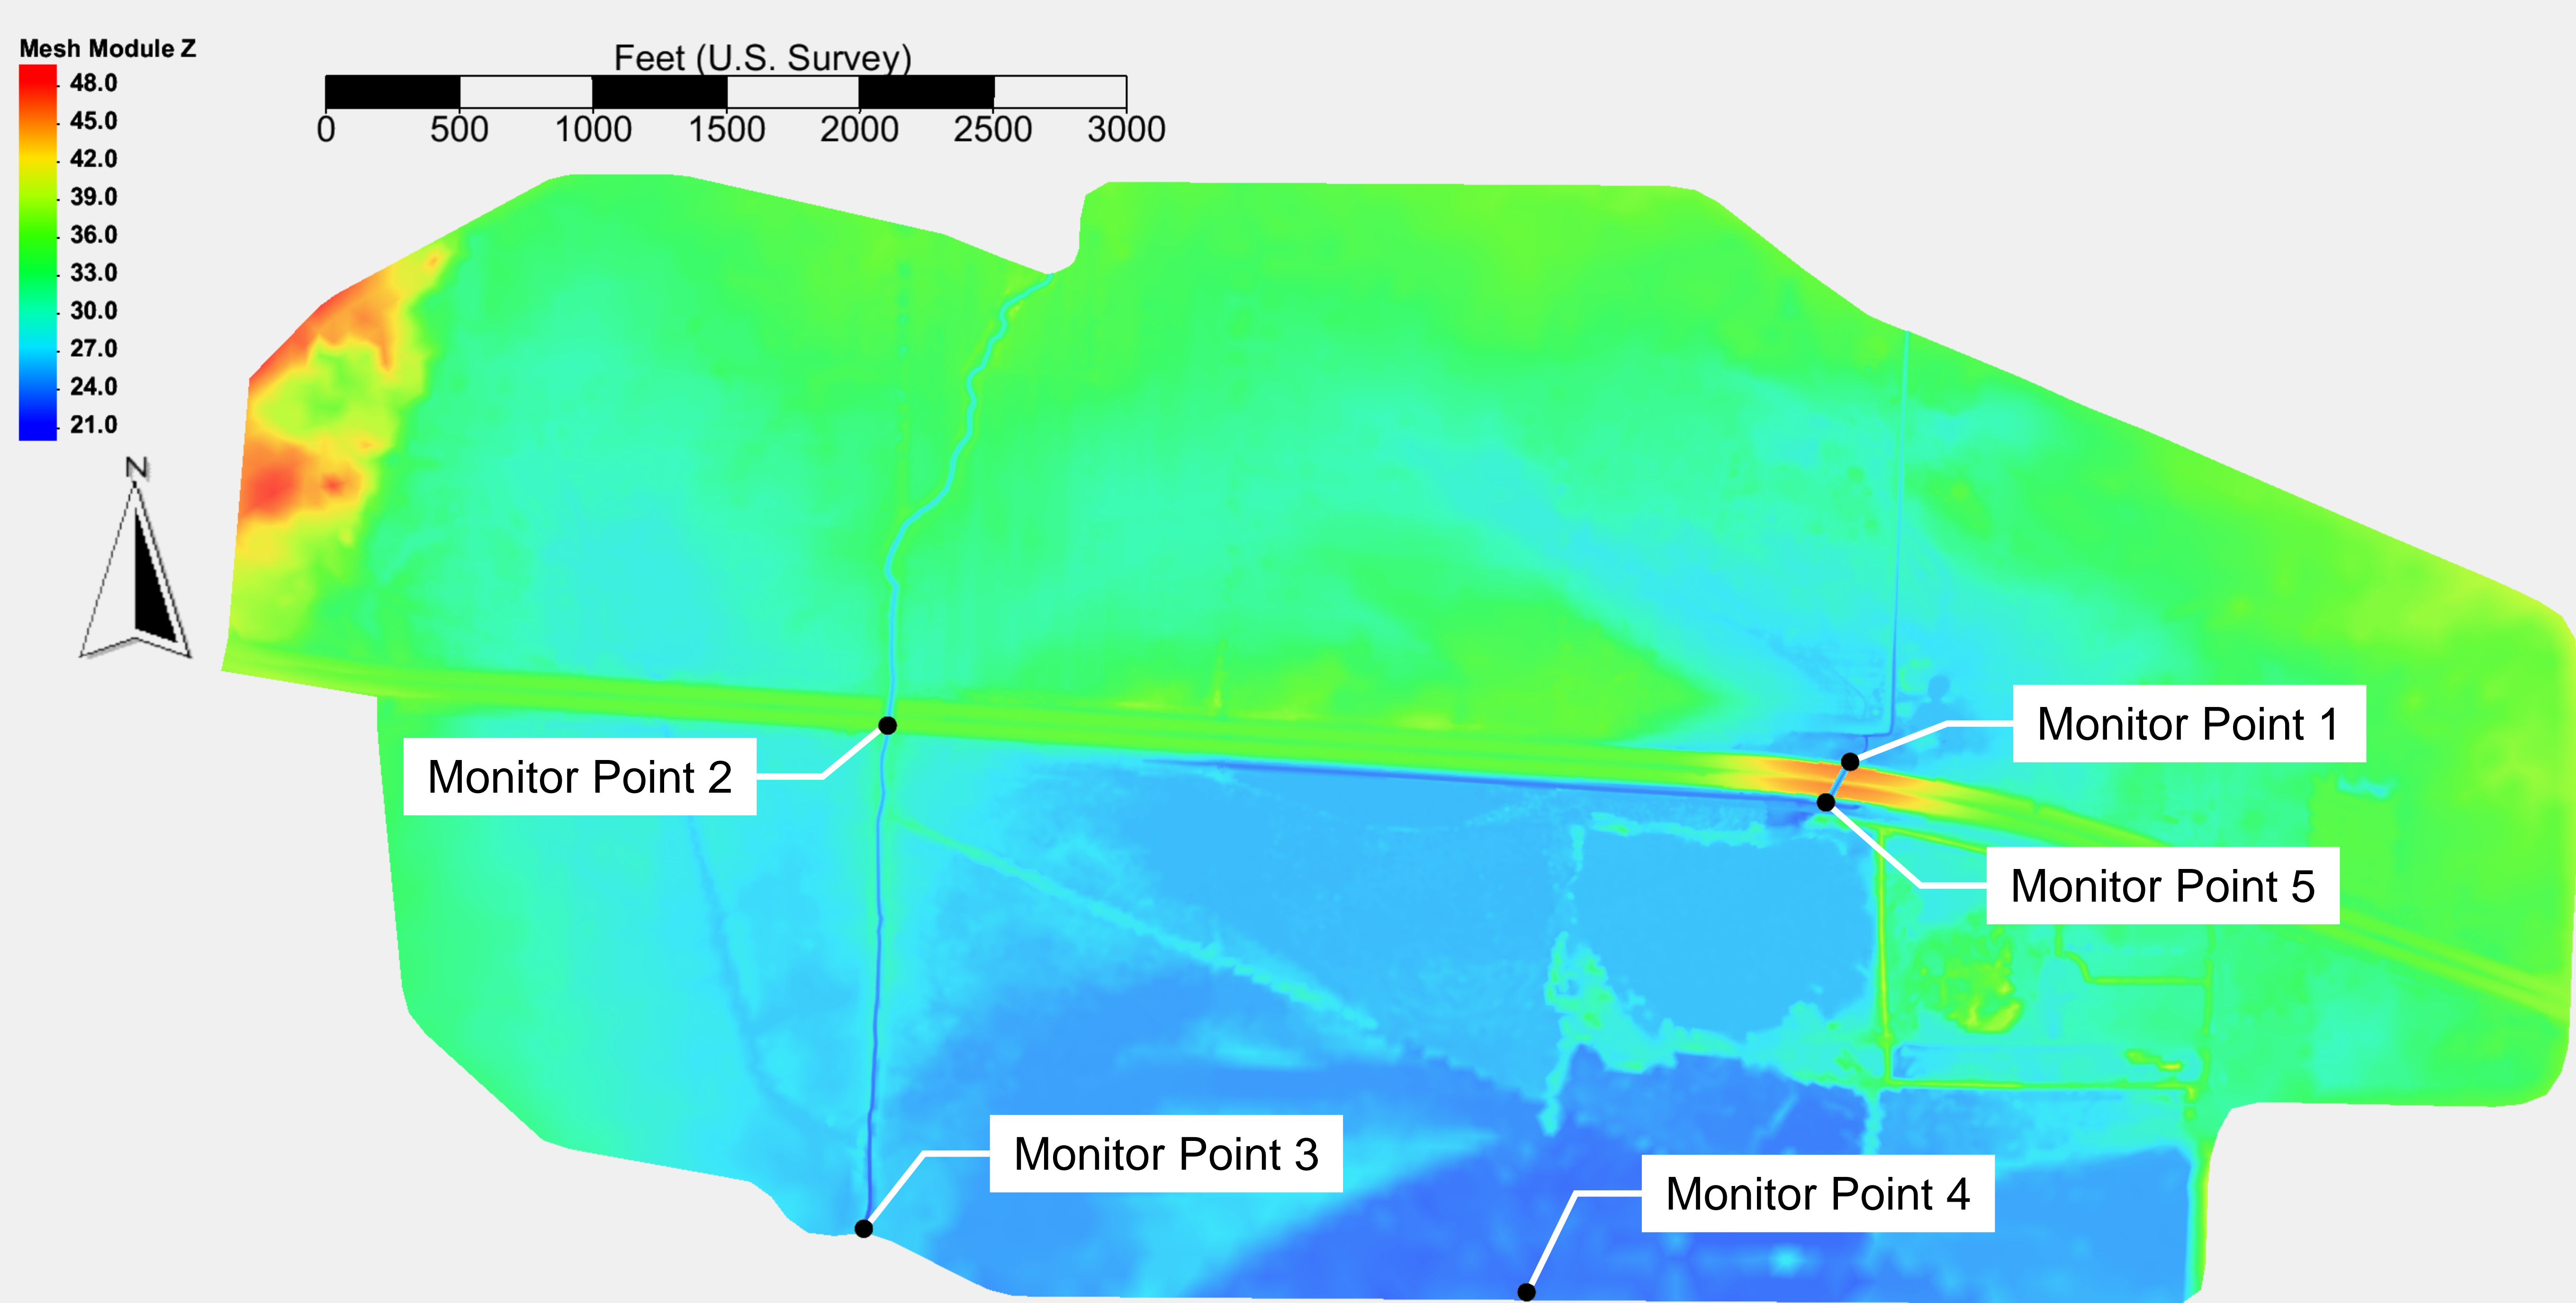 Mesh Module Z
48.0
45.0
42.0
39.0
36.0
33.0
30.0
27.0
24.0
21.0
Feet (U.S. Survey)
0 500 1000 1500 2000 2500 3000
N
Monitor Point 1
Monitor Point 2
Monitor Point 5
Monitor Point 3
Monitor Point 4